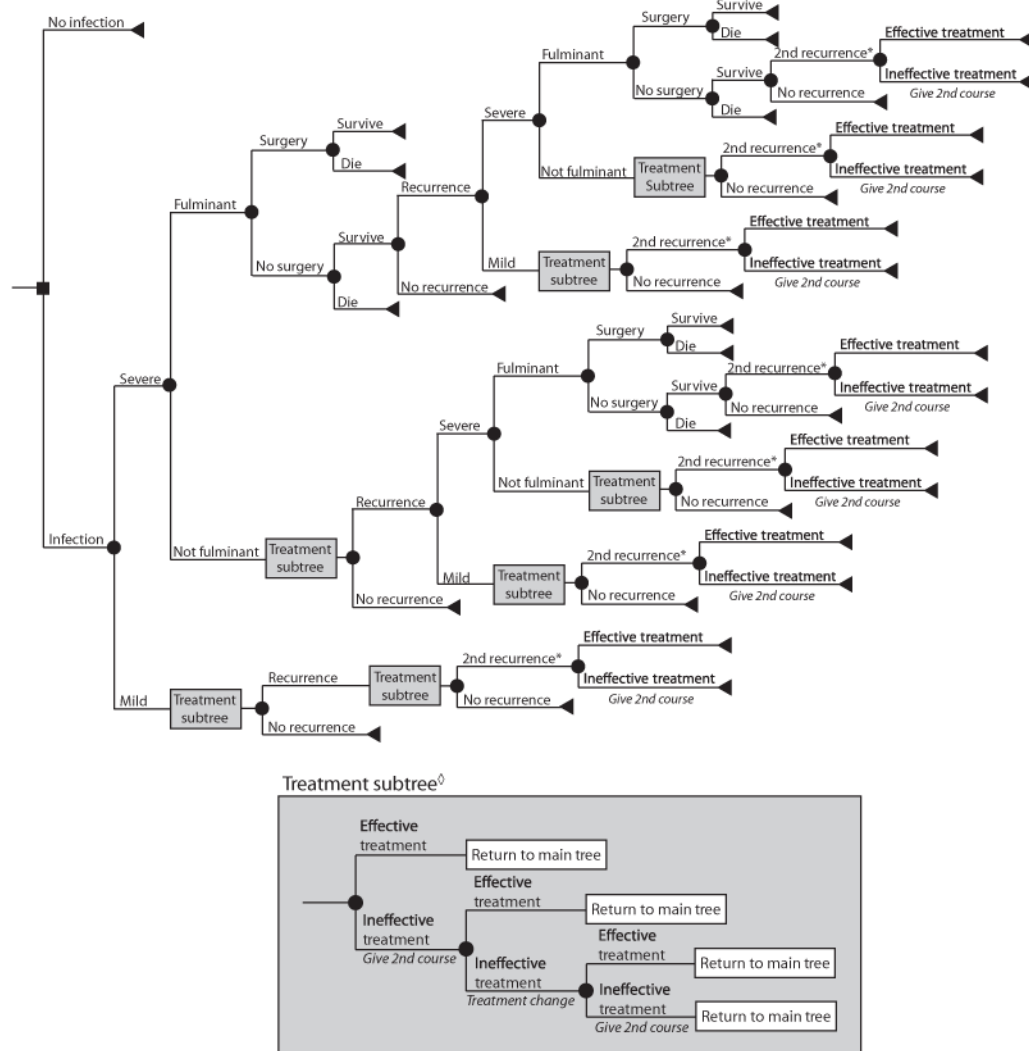 No infection
Surgery
Survive
Die
Fulminant
2nd recurrence*
Effective treatment
Ineffective treatment
Give 2nd course
No surgery
Survive
No recurrence
Die
Severe
Survive
Surgery
Die
Effective treatment
2nd recurrence*
Ineffective treatment
Give 2nd course
Not fulminant
Treatment
Subtree
No recurrence
Recurrence
Fulminant
Effective treatment
2nd recurrence*
Ineffective treatment
Give 2nd course
Survive
No surgery
Mild
Treatment
subtree
No recurrence
No recurrence
Die
Survive
Surgery
Die
Effective treatment
Fulminant
2nd recurrence*
Ineffective treatment
Give 2nd course
Survive
No surgery
No recurrence
Die
Severe
Severe
Effective treatment
2nd recurrence*
Ineffective treatment
Give 2nd course
Not fulminant
Treatment
subtree
No recurrence
Recurrence
Infection
Not fulminant
Treatment
subtree
Effective treatment
2nd recurrence*
Ineffective treatment
Give 2nd course
Mild
Treatment
subtree
No recurrence
No recurrence
Effective treatment
2nd recurrence*
Ineffective treatment
Give 2nd course
Recurrence
Treatment
subtree
No recurrence
Mild
Treatment
subtree
No recurrence
Treatment subtree◊
Effective
treatment
Return to main tree
Effective
treatment
Return to main tree
Ineffective
treatment
Give 2nd course
Effective
treatment
Return to main tree
Ineffective
treatment
Treatment change
Ineffective
treatment
Give 2nd course
Return to main tree